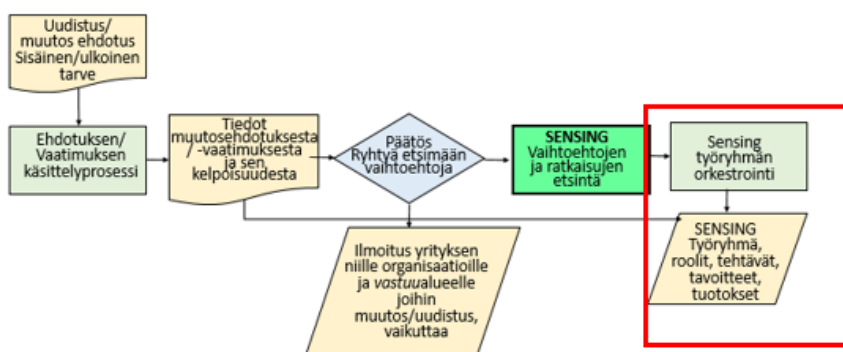 Uudistus/
muutos ehdotus
Sisäinen/ulkoinen
tarve
Ehdotuksen/
Vaatimuksen
käsittelyprosessi
Tiedot
muutosehdotuksesta
/ -vaatimuksesta
ja sen
kelpoisuudesta
Päätös
Ryhtyä etsimään
vaihtoehtoja
SENSING
Vaihtoehtojen
ja ratkaisujen
etsintä
Sensing
työryhmän
orkestrointi
Ilmoitus yrityksen
niille organisaatioille
ja vastuualueelle
joihin
muutos/uudistus,
vaikuttaa
SENSING
Työryhmä,
roolit, tehtävät,
tavoitteet,
tuotokset